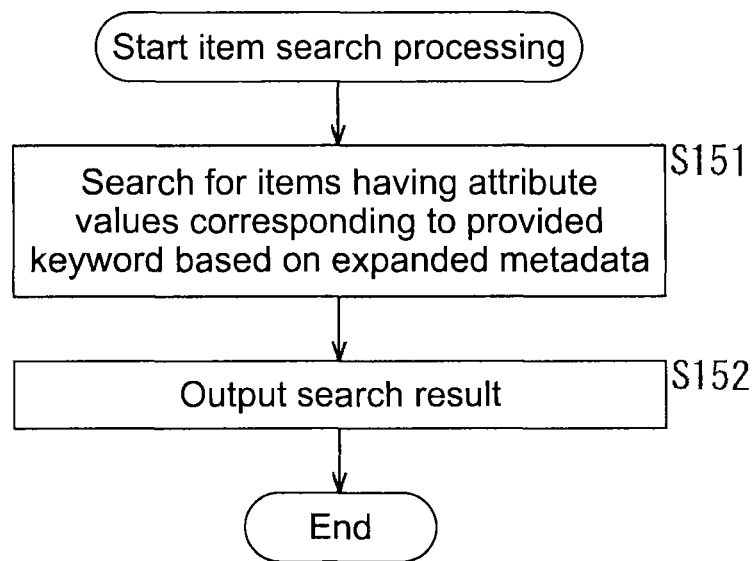 Start item search processing
S151
Search for items having attribute
values corresponding to provided
keyword based on expanded metadata
S152
Output search result
End